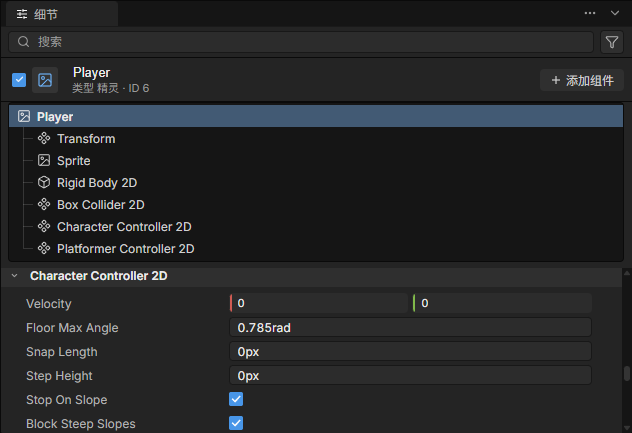 细节
搜索
Player
类型 精灵 · ID 6
添加组件
Player
Transform
Sprite
Rigid Body 2D
Box Collider 2D
Character Controller 2D
Platformer Controller 2D
Character Controller 2D
Velocity 0 0
Floor Max Angle 0.785rad
Snap Length 0px
Step Height 0px
Stop On Slope
Block Steep Slopes